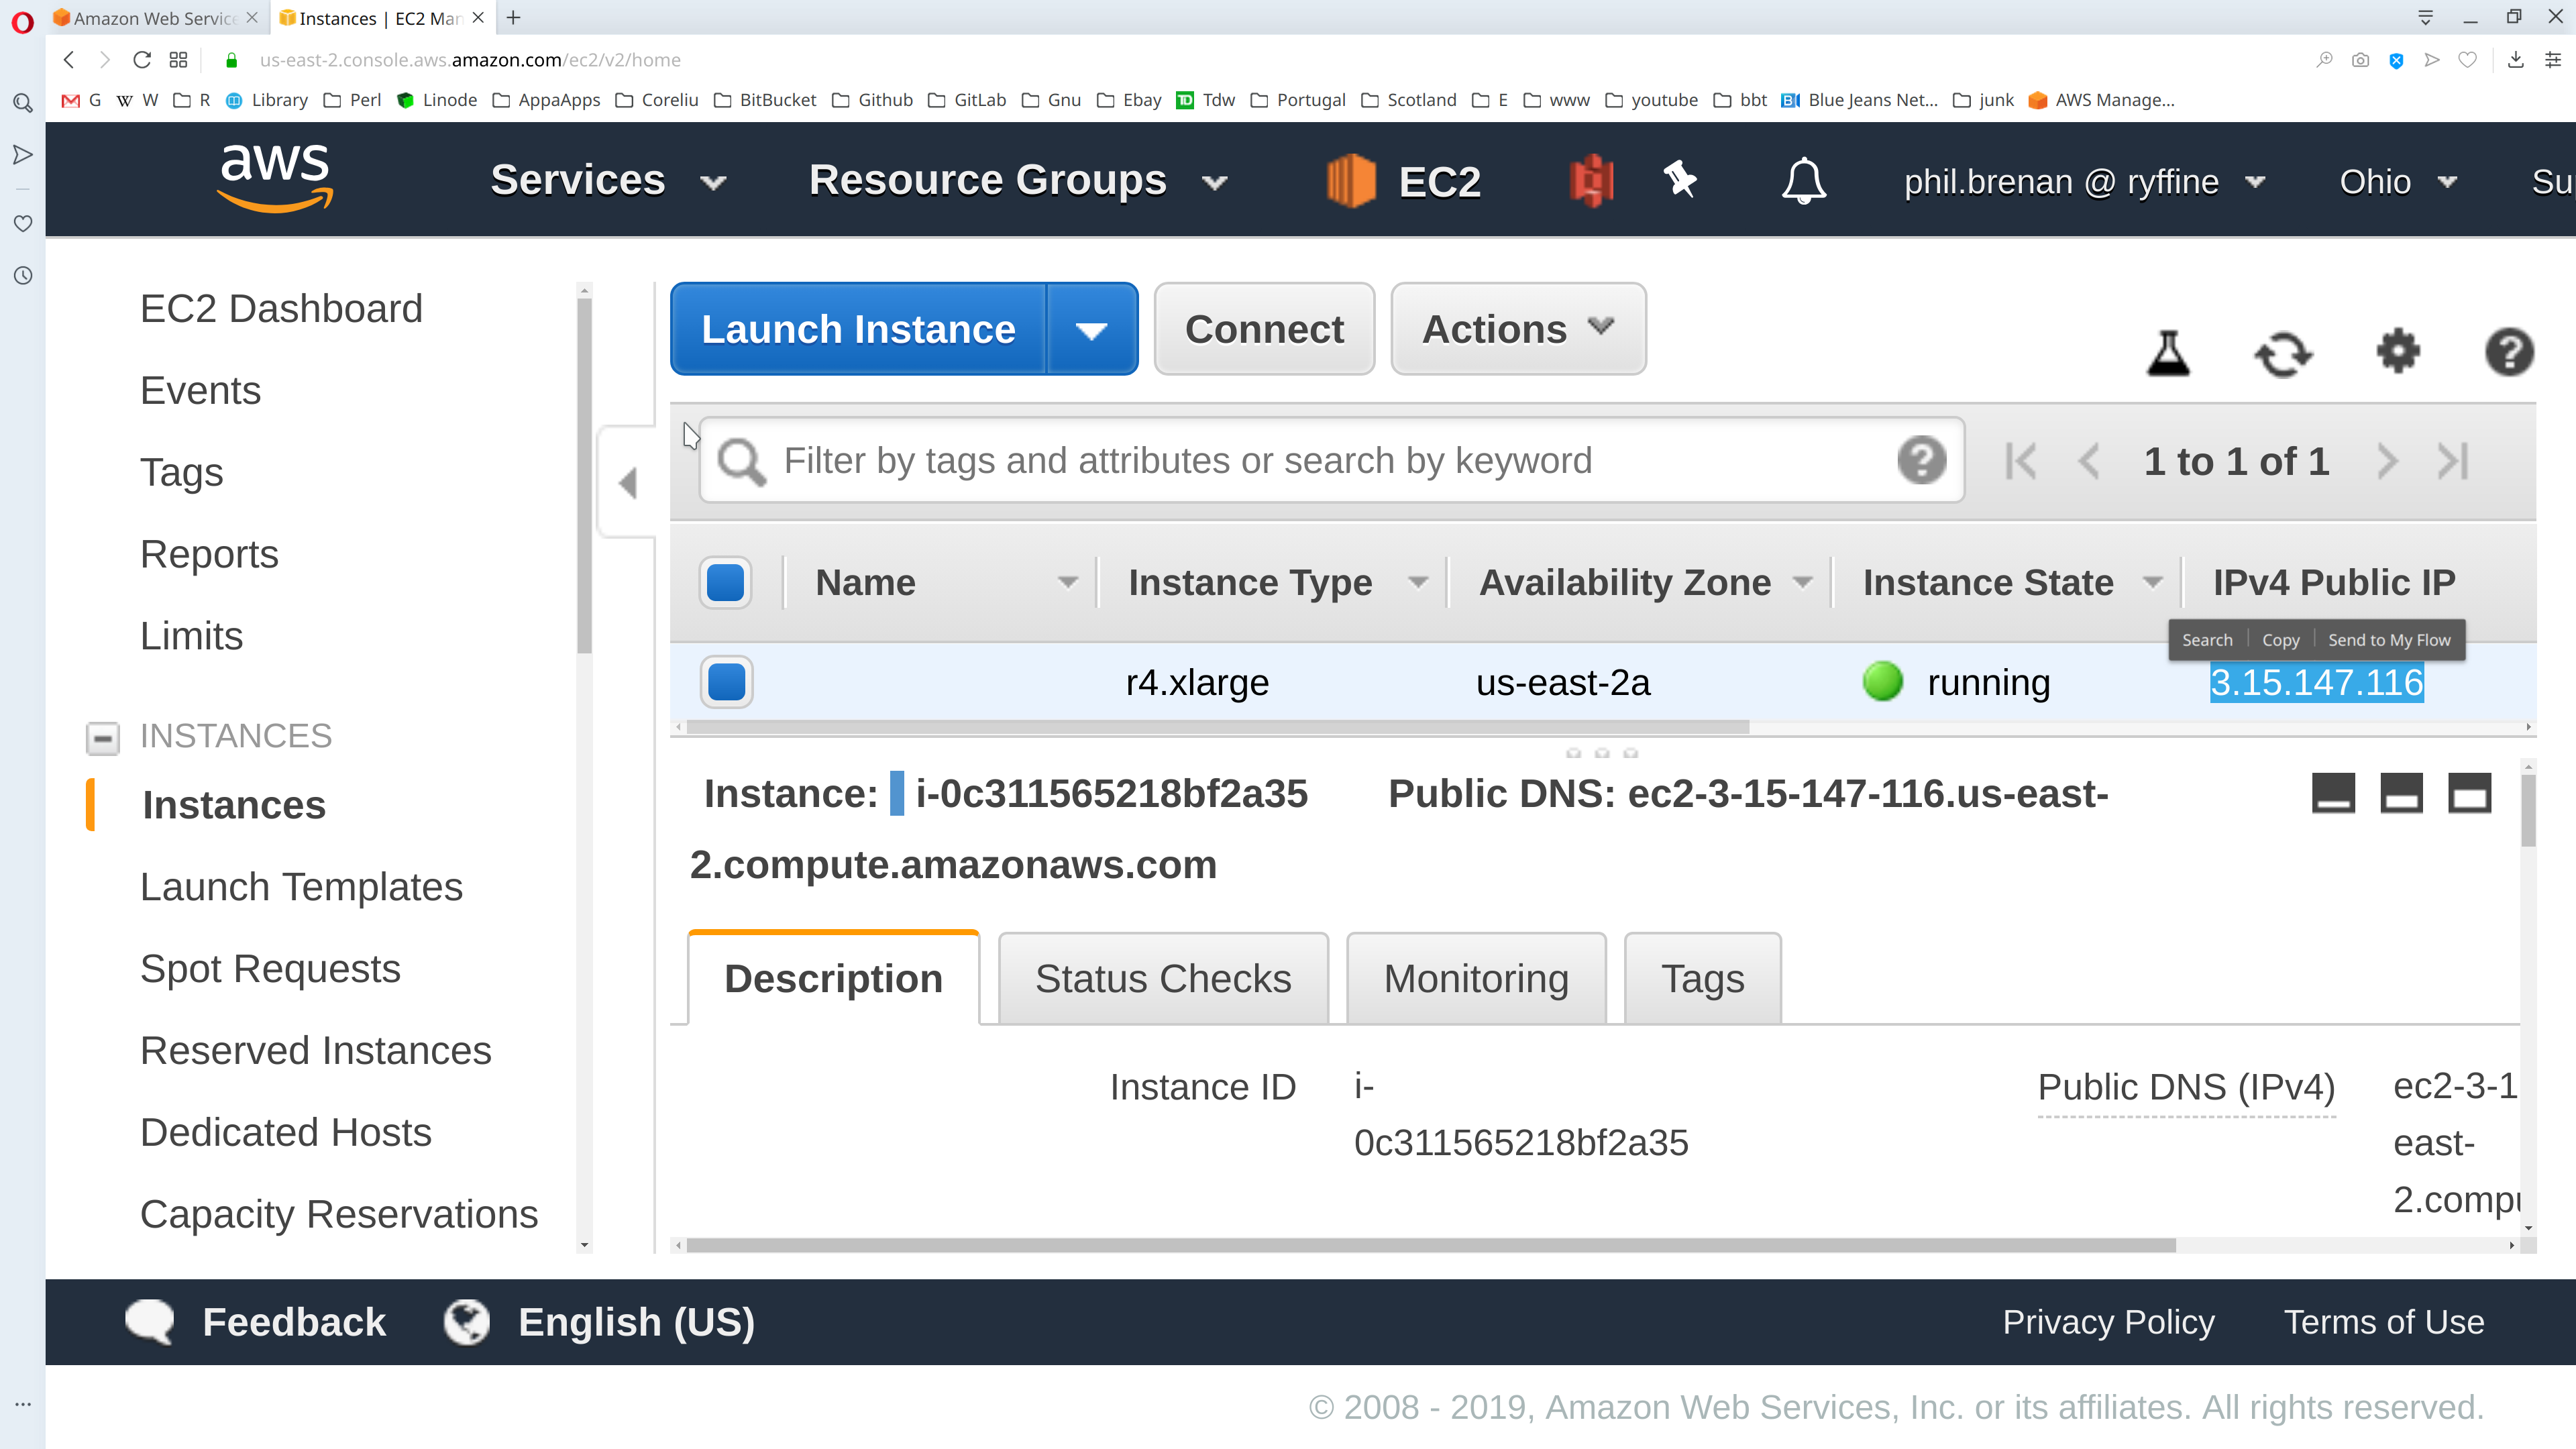 Amazon Web Service
Instances | EC2 Man
us-east-2.console.aws.amazon.com/ec2/v2/home
G W R Library Perl Linode AppaApps Coreliu BitBucket Github GitLab Gnu Ebay Tdw Portugal Scotland E www youtube bbt Blue Jeans Net... junk AWS Manage...
aws Services Resource Groups EC2 phil.brenan @ ryffine Ohio Su
EC2 Dashboard
Events
Tags
Reports
Limits
INSTANCES
Instances
Launch Templates
Spot Requests
Reserved Instances
Dedicated Hosts
Capacity Reservations
Launch Instance Connect Actions
Filter by tags and attributes or search by keyword 1 to 1 of 1
Name Instance Type Availability Zone Instance State IPv4 Public IP
Search Copy Send to My Flow
r4.xlarge us-east-2a running 3.15.147.116
Instance: i-0c311565218bf2a35 Public DNS: ec2-3-15-147-116.us-east-
2.compute.amazonaws.com
Description Status Checks Monitoring Tags
Instance ID i-
0c311565218bf2a35
Public DNS (IPv4) ec2-3-1
east-
2.compu
Feedback English (US) Privacy Policy Terms of Use
© 2008 - 2019, Amazon Web Services, Inc. or its affiliates. All rights reserved.